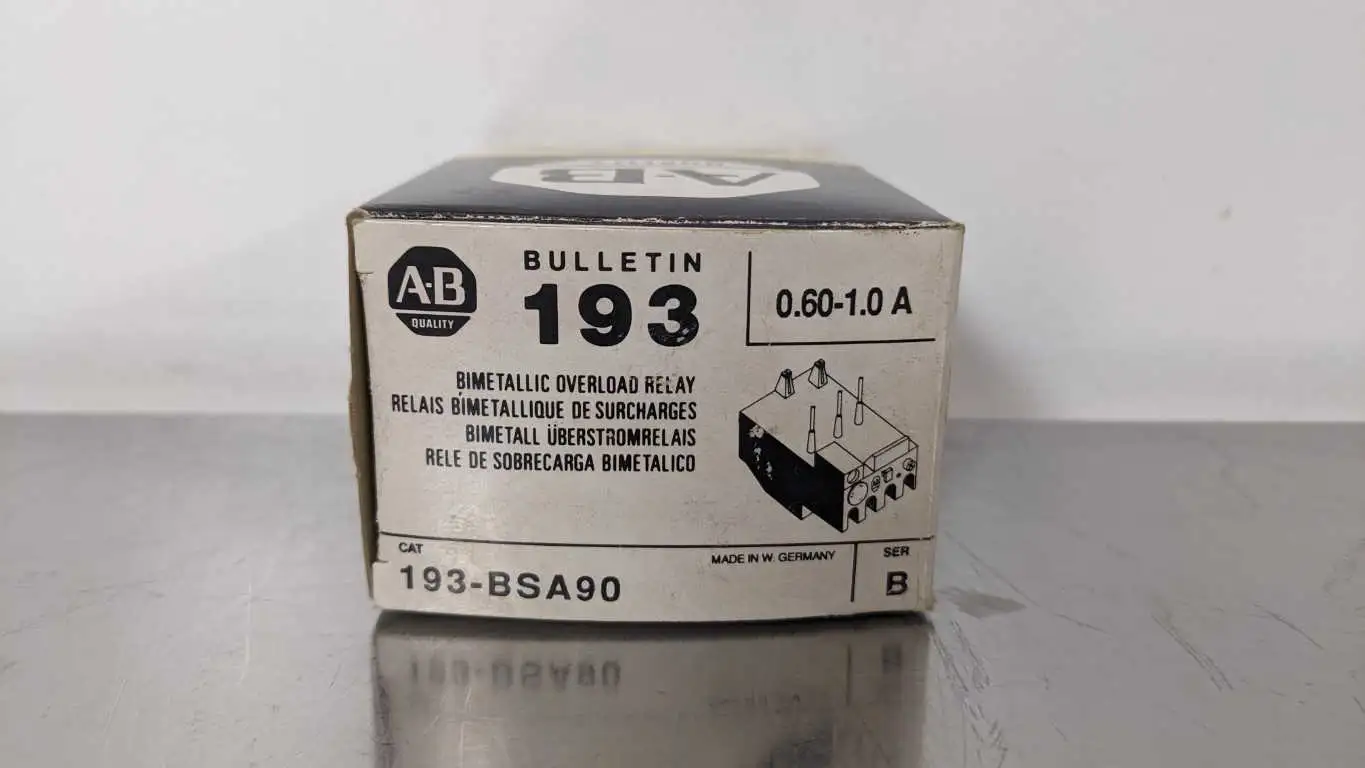 A-B
A-B
QUALITY
BULLETIN
193
0.60-1.0 A
BIMETALLIC OVERLOAD RELAY
RELAIS BIMETALLIQUE DE SURCHARGES
BIMETALL ÜBERSTROMRELAIS
RELE DE SOBRECARGA BIMETALICO
CAT
193-BSA90
MADE IN W. GERMANY
SER
B